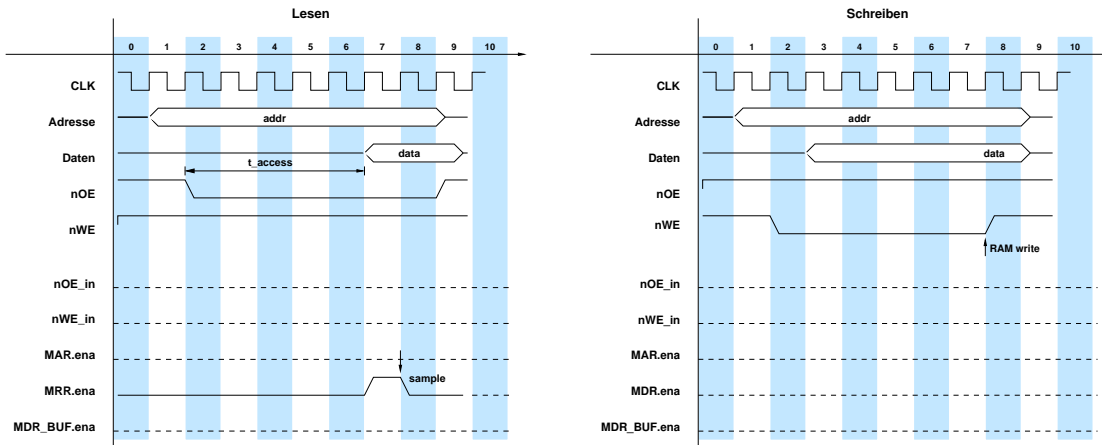 Lesen
0 1 2 3 4 5 6 7 8 9 10
CLK
Adresse
addr
Daten
data
t_access
nOE
nWE
nOE_in
nWE_in
MAR.ena
sample
MRR.ena
MDR_BUF.ena
Schreiben
0 1 2 3 4 5 6 7 8 9 10
CLK
Adresse
addr
Daten
data
nOE
nWE
RAM write
nOE_in
nWE_in
MAR.ena
MDR.ena
MDR_BUF.ena